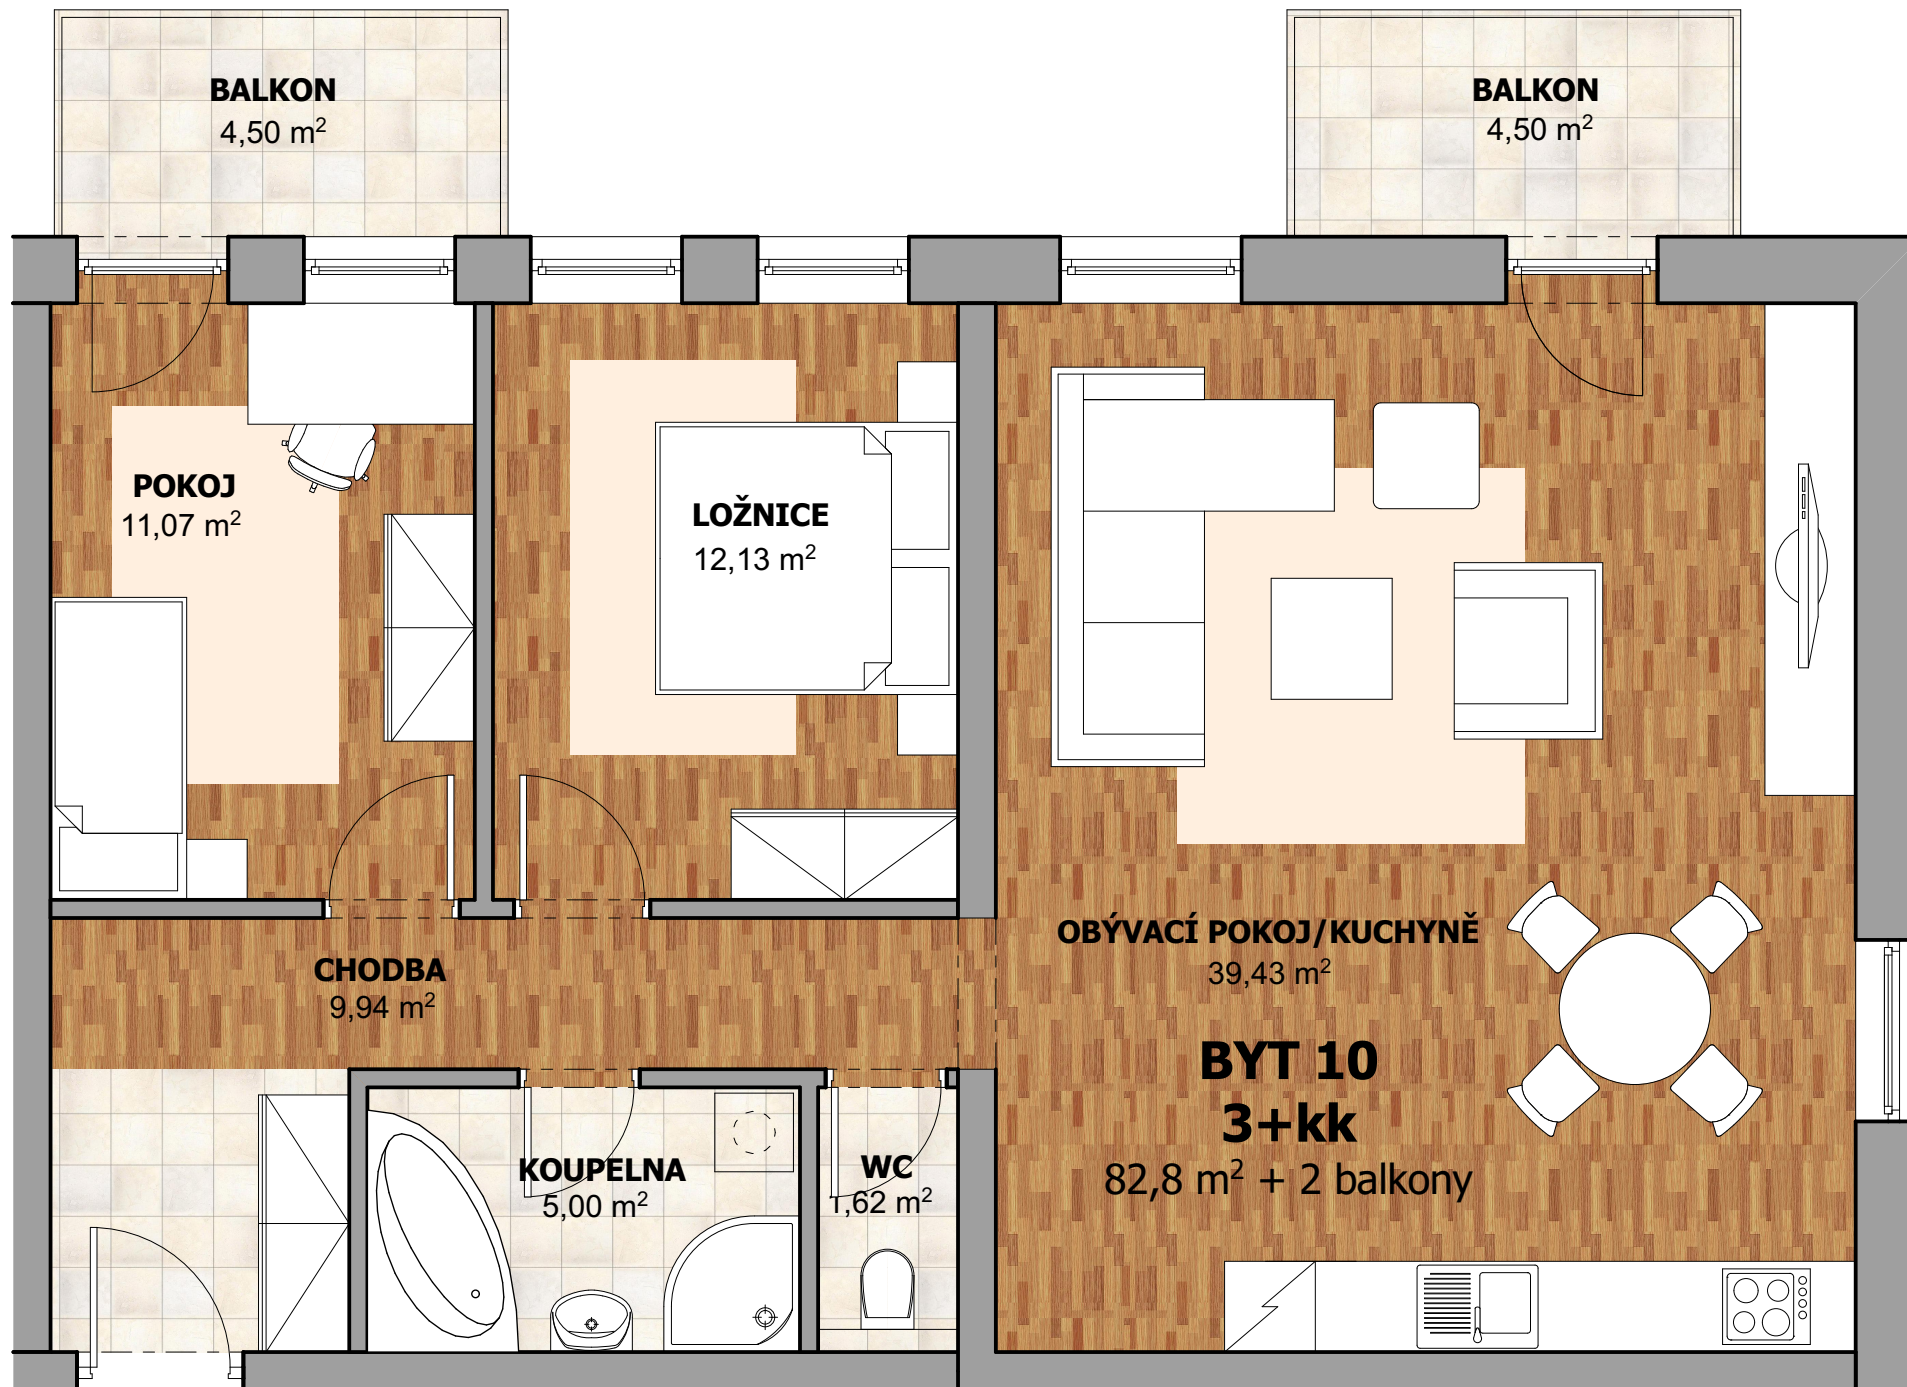 BALKON
4,50 m²
BALKON
4,50 m²
POKOJ
11,07 m²
LOŽNICE
12,13 m²
OBÝVACÍ POKOJ/KUCHYNĚ
39,43 m²
CHODBA
9,94 m²
BYT 10
3+kk
82,8 m² + 2 balkony
KOUPELNA
5,00 m²
WC
1,62 m²